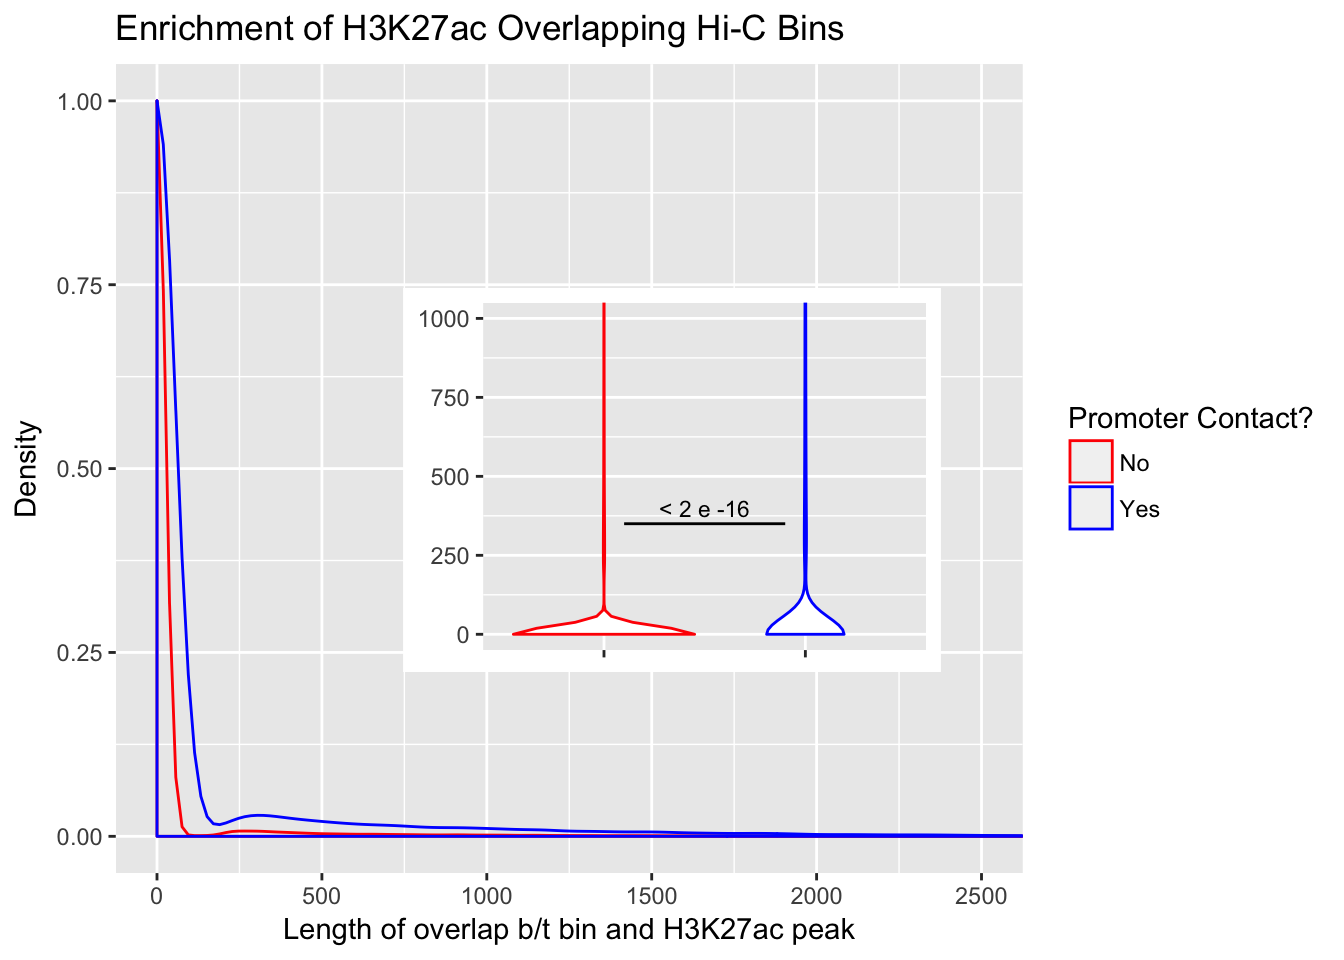 Enrichment of H3K27ac Overlapping Hi-C Bins
Density
1.00
0.75
0.50
0.25
0.00
0
500
1000
1500
2000
2500
Length of overlap b/t bin and H3K27ac peak
1000
750
500
250
0
< 2 e -16
Promoter Contact?
No
Yes